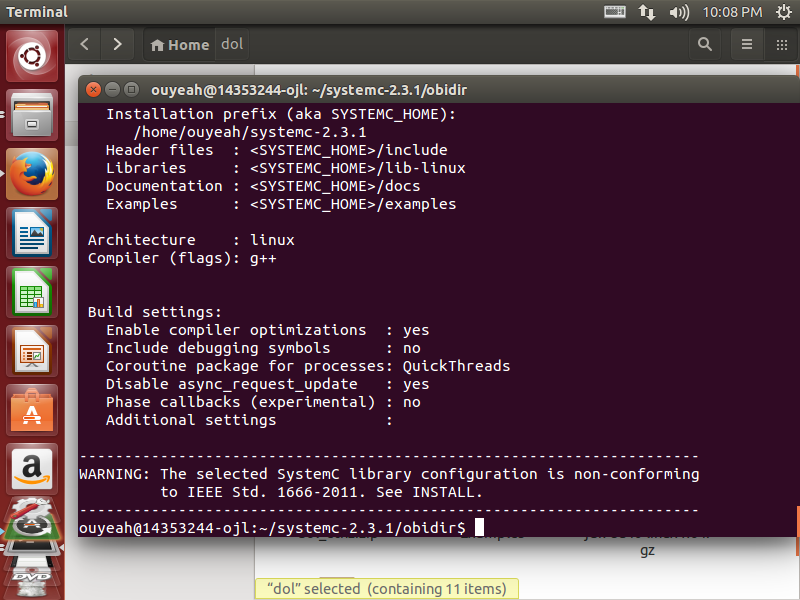 Terminal
10:08 PM
Home
dol
ouyeah@14353244-ojl: ~/systemc-2.3.1/obidir
Installation prefix (aka SYSTEMC_HOME):
/home/ouyeah/systemc-2.3.1
Header files  : <SYSTEMC_HOME>/include
Libraries     : <SYSTEMC_HOME>/lib-linux
Documentation : <SYSTEMC_HOME>/docs
Examples      : <SYSTEMC_HOME>/examples
Architecture    : linux
Compiler (flags): g++
Build settings:
Enable compiler optimizations  : yes
Include debugging symbols      : no
Coroutine package for processes: QuickThreads
Disable async_request_update   : yes
Phase callbacks (experimental) : no
Additional settings            :
---------------------------------------------------------------------
WARNING: The selected SystemC library configuration is non-conforming
to IEEE Std. 1666-2011. See INSTALL.
---------------------------------------------------------------------
ouyeah@14353244-ojl:~/systemc-2.3.1/obidir$
gz
"dol" selected (containing 11 items)
a
DVD